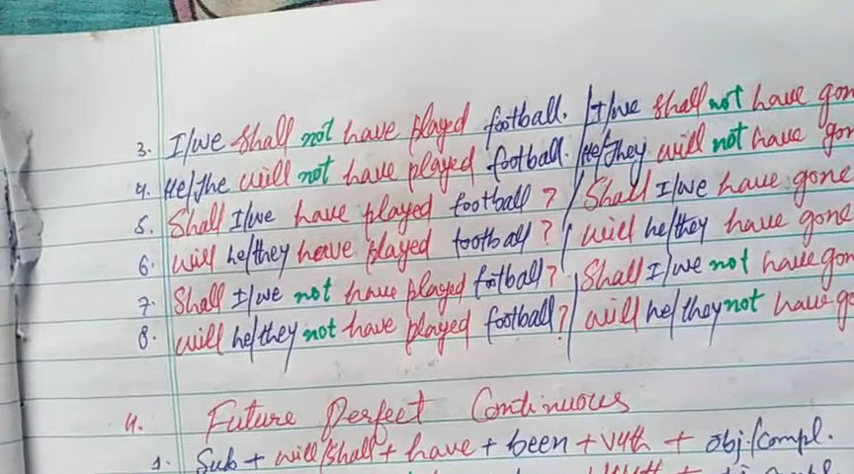 3. I/we shall not have played football. / I/we shall not have gon
4. He/the will not have played football. / He/they will not have gon
5. Shall I/we have played football ? / Shall I/we have gone
6. will he/they have played football ? / will he/they have gone
7. Shall I/we not have played football ? / Shall I/we not have gon
8. will he/they not have played football ? / will he/they not have go
4. Future Perfect Continuous
1. Sub + will/shall + have + been + v4th + obj./compl.